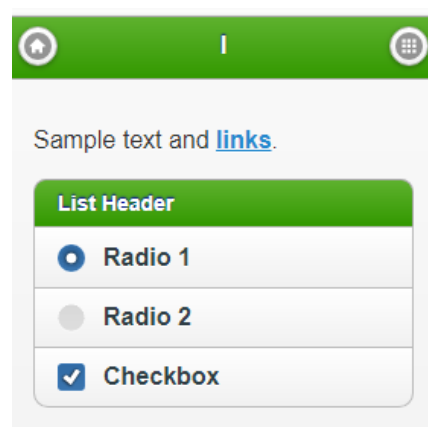 I
Sample text and links.
List Header
Radio 1
Radio 2
Checkbox